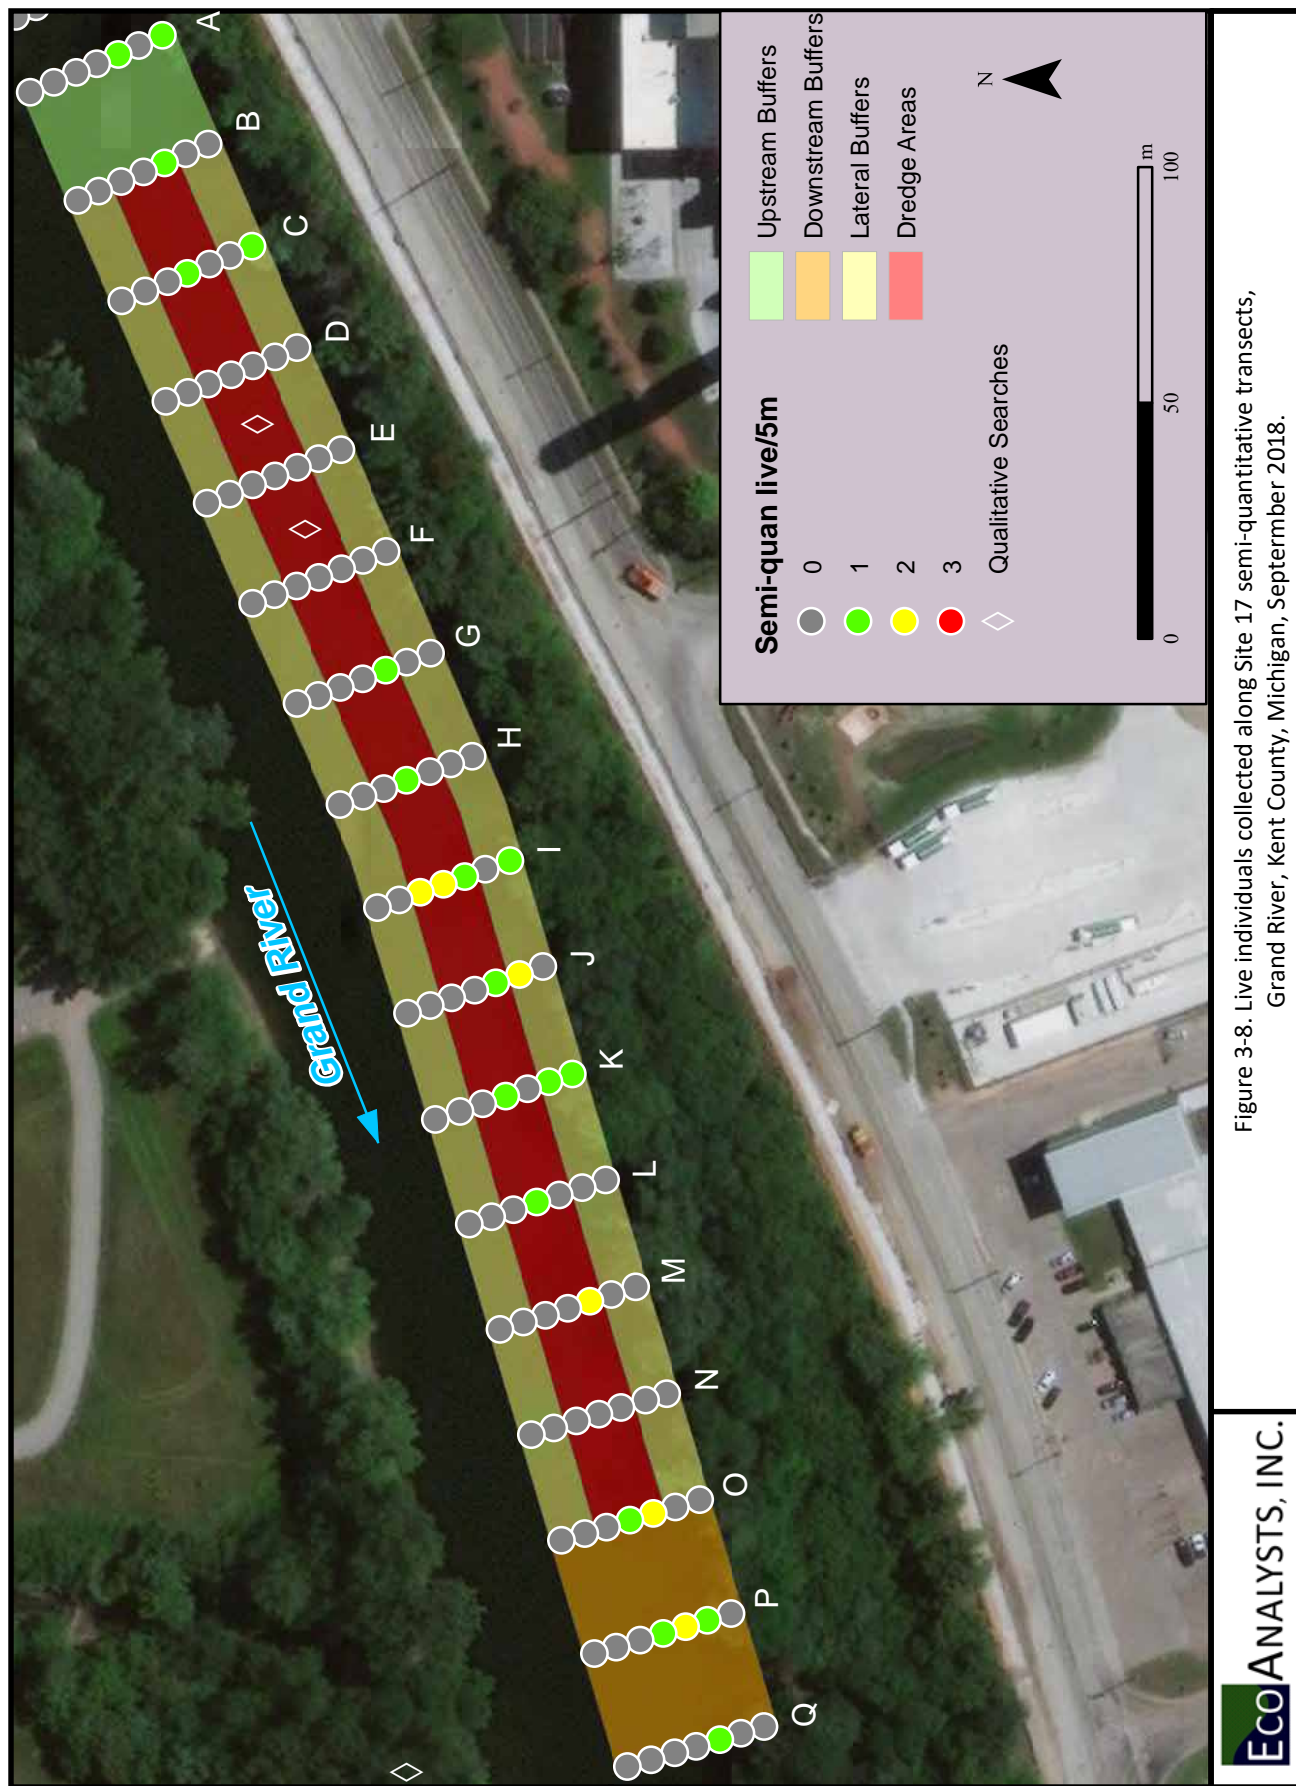 A
B
C
D
E
F
G
H
I
J
K
L
M
N
O
P
Q
Grand River
Semi-quan live/5m
0
1
2
3
Qualitative Searches
Upstream Buffers
Downstream Buffers
Lateral Buffers
Dredge Areas
N
0 50 100
m
Figure 3-8. Live individuals collected along Site 17 semi-quantitative transects,
Grand River, Kent County, Michigan, Septermber 2018.
ECOANALYSTS, INC.